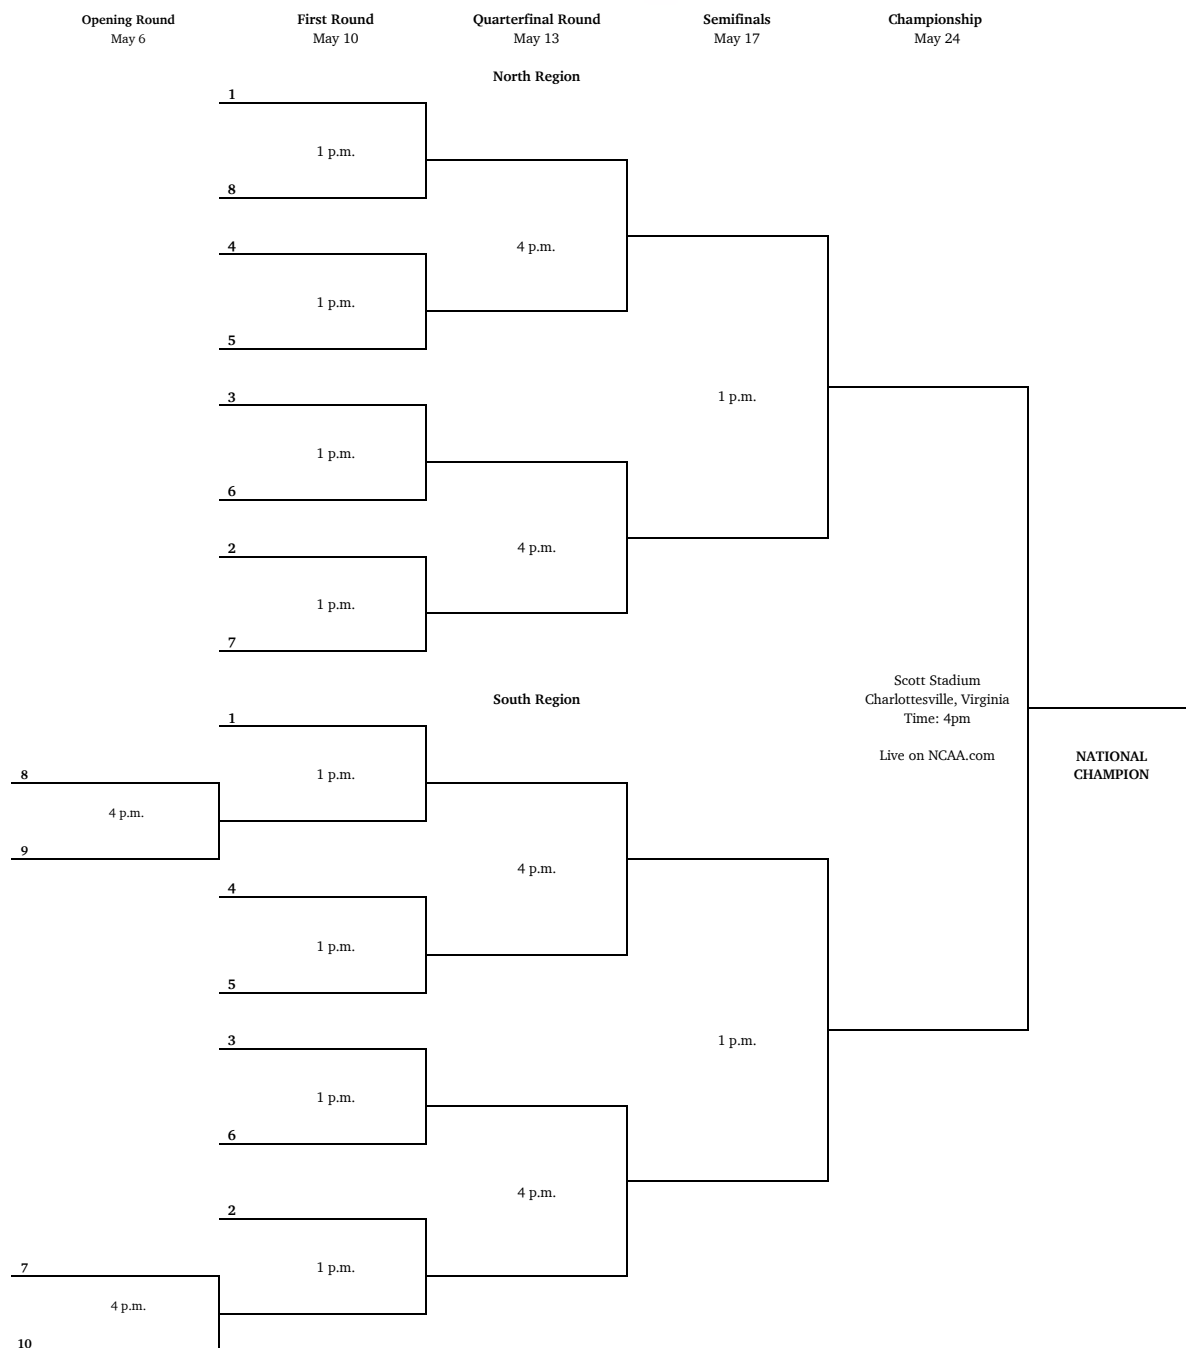 Opening Round
May 6
First Round
May 10
Quarterfinal Round
May 13
Semifinals
May 17
Championship
May 24
North Region
1
1 p.m.
8
4
4 p.m.
1 p.m.
5
3
1 p.m.
1 p.m.
6
2
4 p.m.
1 p.m.
7
Scott Stadium
Charlottesville, Virginia
Time: 4pm
Live on NCAA.com
NATIONAL
CHAMPION
South Region
1
1 p.m.
8
4 p.m.
9
4 p.m.
4
1 p.m.
5
3
1 p.m.
1 p.m.
6
4 p.m.
2
1 p.m.
7
4 p.m.
10